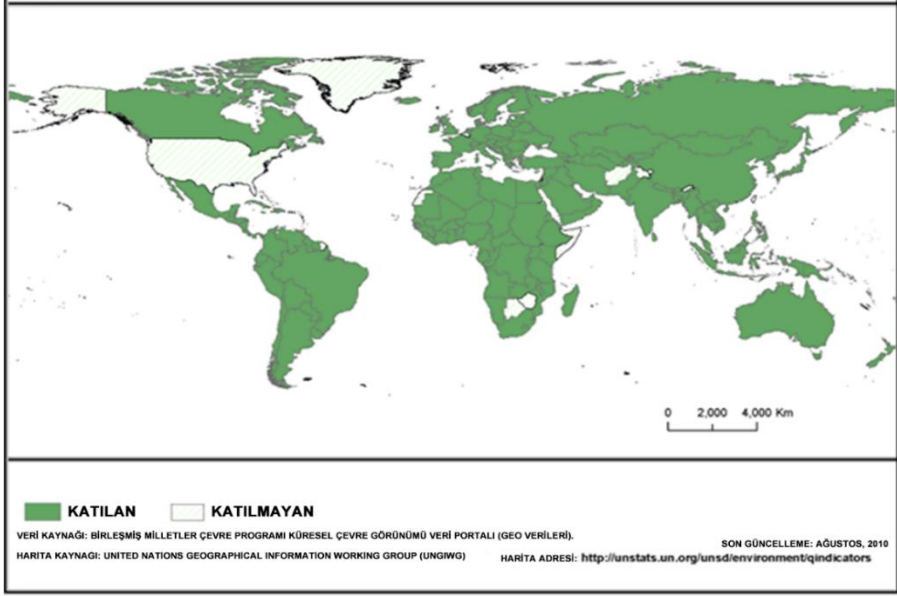 0 2,000 4,000 Km
KATILAN KATILMAYAN
VERİ KAYNAĞI: BİRLEŞMİŞ MİLLETLER ÇEVRE PROGRAMI KÜRESEL ÇEVRE GÖRÜNÜMÜ VERİ PORTALI (GEO VERİLERİ).
SON GÜNCELLEME: AĞUSTOS, 2010
HARİTA KAYNAGI: UNITED NATIONS GEOGRAPHICAL INFORMATION WORKING GROUP (UNGIWG)
HARİTA ADRESİ: http://unstats.un.org/unsd/environment/qindicators